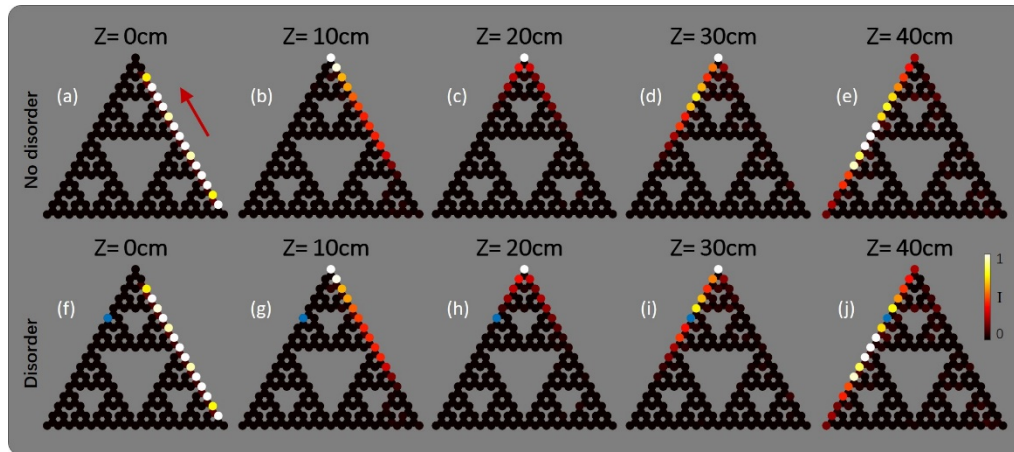 Z= 0cm Z= 10cm Z= 20cm Z= 30cm Z= 40cm
No disorder
(a) (b) (c) (d) (e)
Z= 0cm Z= 10cm Z= 20cm Z= 30cm Z= 40cm
Disorder
(f) (g) (h) (i) (j)
1
I
0